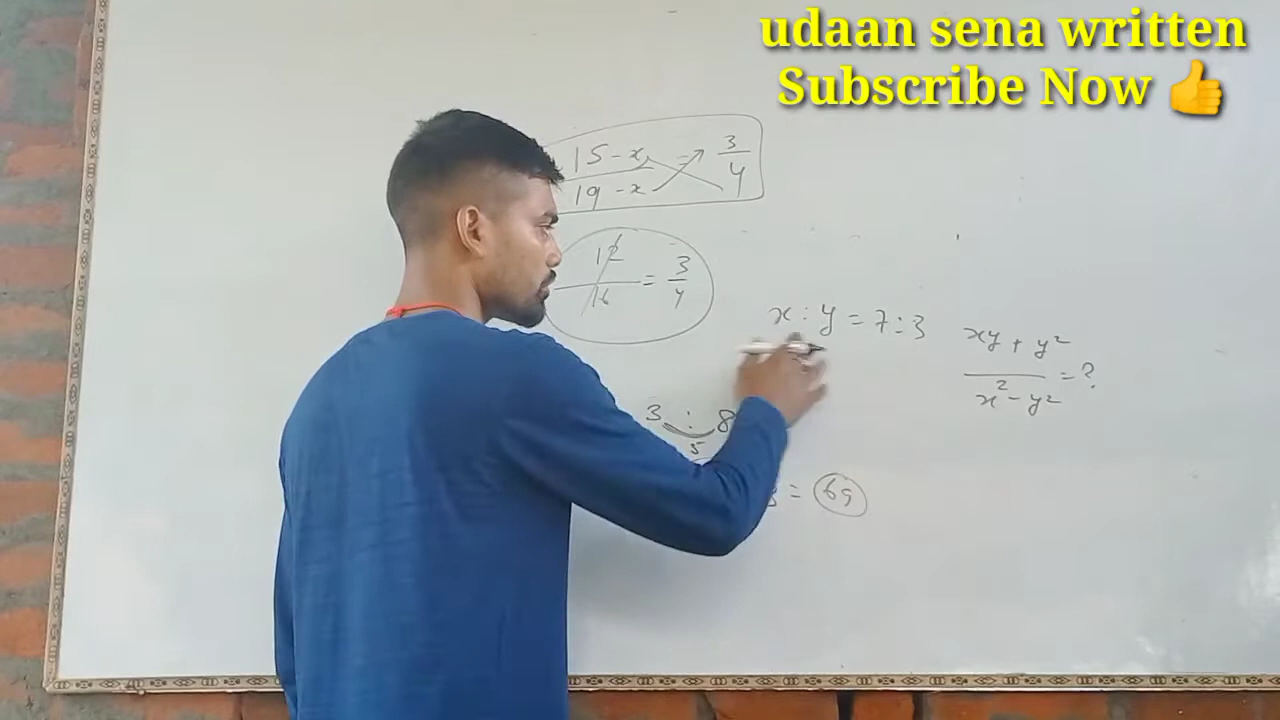 udaan sena written
Subscribe Now 👍
15 - x / 19 - x = 3 / 4
12 / 16 = 3 / 4
x : y = 7 : 3
xy + y² / x² - y² = ?
3 : 8
5
= 69